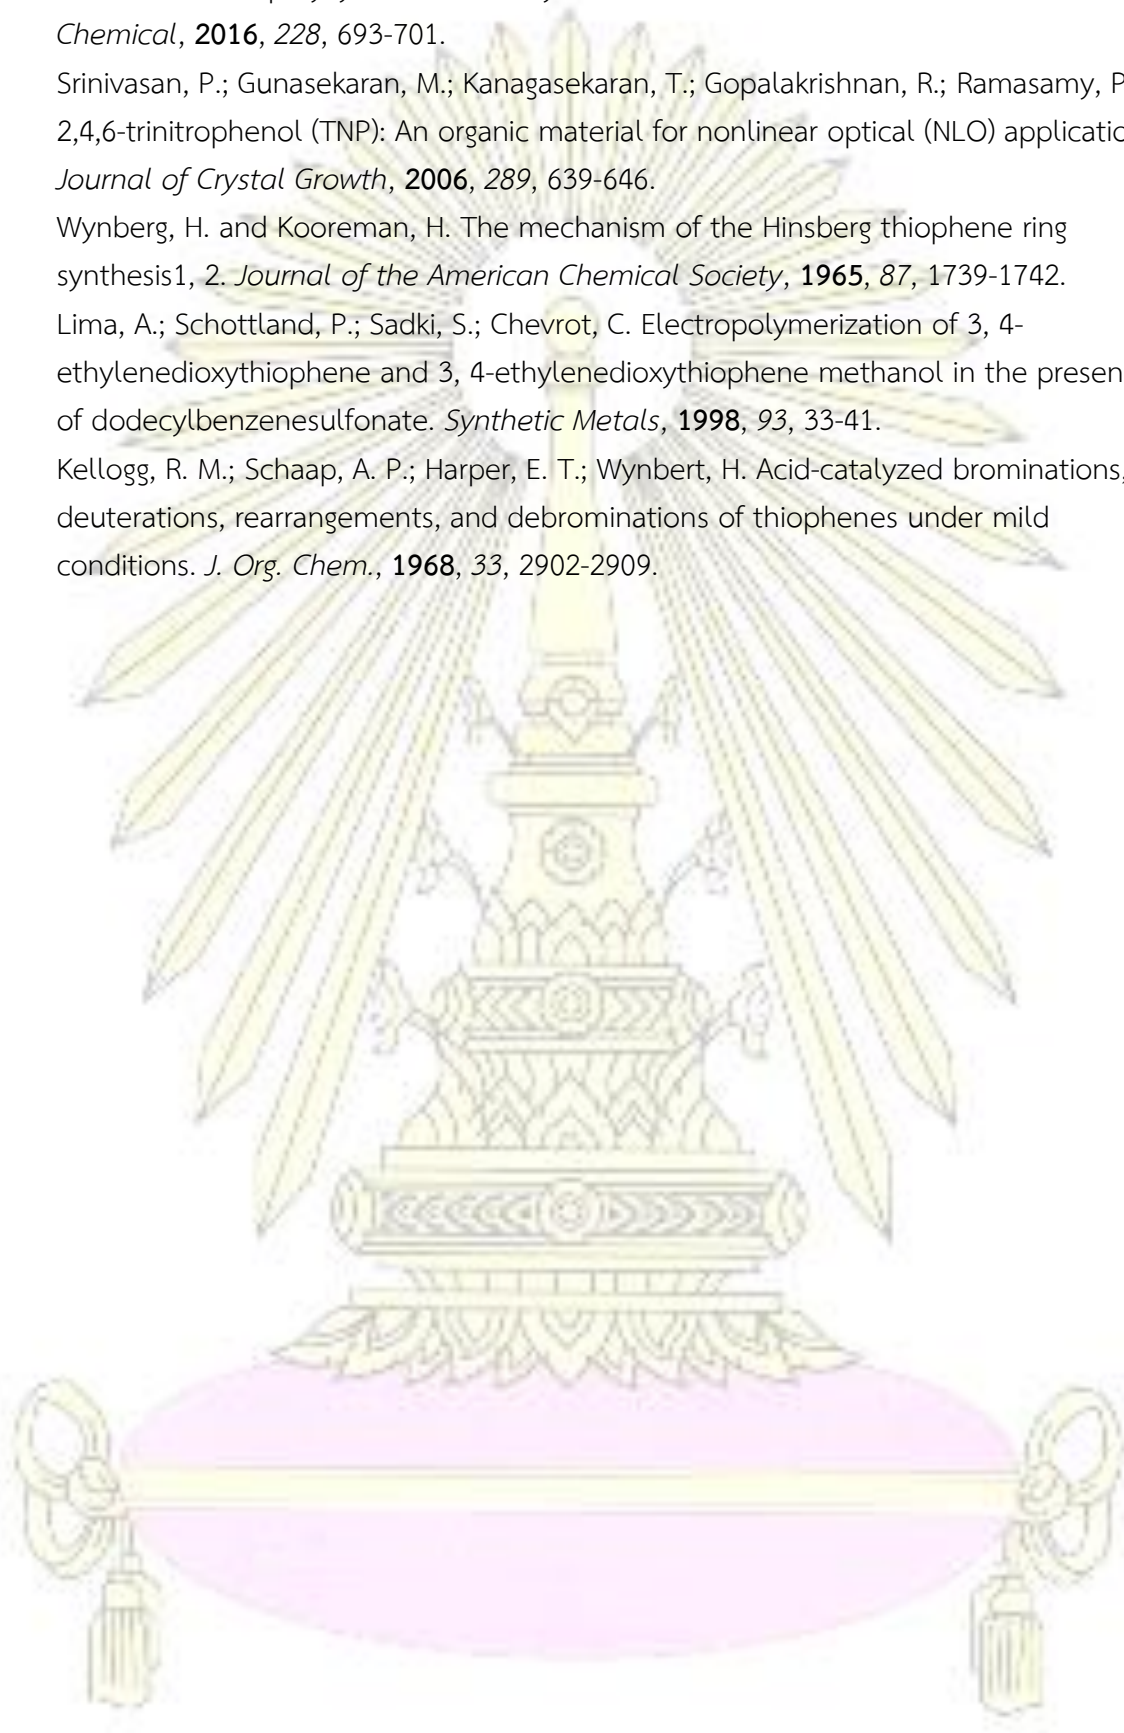 Chemical, 2016, 228, 693-701.
Srinivasan, P.; Gunasekaran, M.; Kanagasekaran, T.; Gopalakrishnan, R.; Ramasamy, P
2,4,6-trinitrophenol (TNP): An organic material for nonlinear optical (NLO) applicatio
Journal of Crystal Growth, 2006, 289, 639-646.
Wynberg, H. and Kooreman, H. The mechanism of the Hinsberg thiophene ring
synthesis1, 2. Journal of the American Chemical Society, 1965, 87, 1739-1742.
Lima, A.; Schottland, P.; Sadki, S.; Chevrot, C. Electropolymerization of 3, 4-
ethylenedioxythiophene and 3, 4-ethylenedioxythiophene methanol in the presen
of dodecylbenzenesulfonate. Synthetic Metals, 1998, 93, 33-41.
Kellogg, R. M.; Schaap, A. P.; Harper, E. T.; Wynbert, H. Acid-catalyzed brominations,
deuterations, rearrangements, and debrominations of thiophenes under mild
conditions. J. Org. Chem., 1968, 33, 2902-2909.